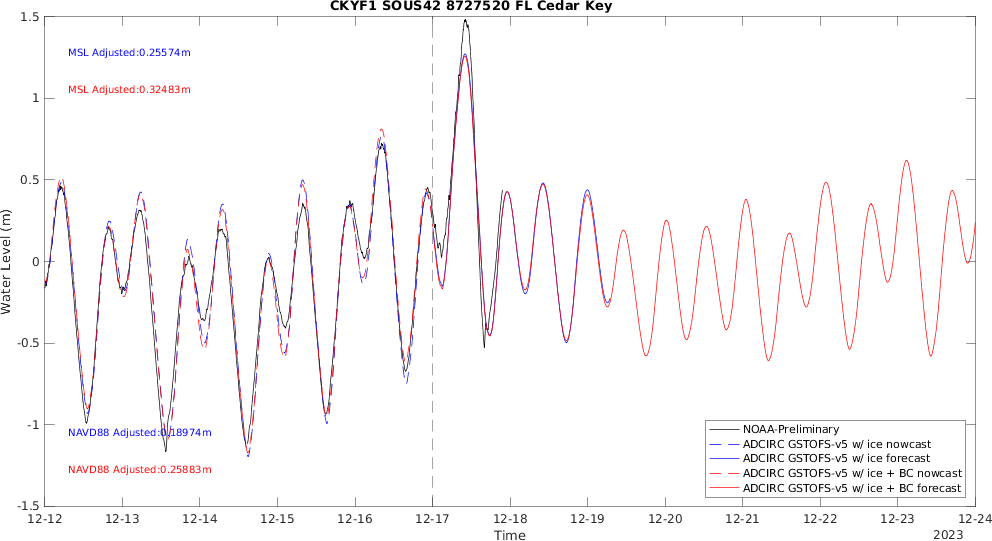 CKYF1 SOUS42 8727520 FL Cedar Key
1.5
1
0.5
0
-0.5
-1
-1.5
Water Level (m)
MSL Adjusted:0.25574m
MSL Adjusted:0.32483m
NAVD88 Adjusted:0.18974m
NAVD88 Adjusted:0.25883m
NOAA-Preliminary
ADCIRC GSTOFS-v5 w/ ice nowcast
ADCIRC GSTOFS-v5 w/ ice forecast
ADCIRC GSTOFS-v5 w/ ice + BC nowcast
ADCIRC GSTOFS-v5 w/ ice + BC forecast
12-12 12-13 12-14 12-15 12-16 12-17 12-18 12-19 12-20 12-21 12-22 12-23 12-24
Time
2023